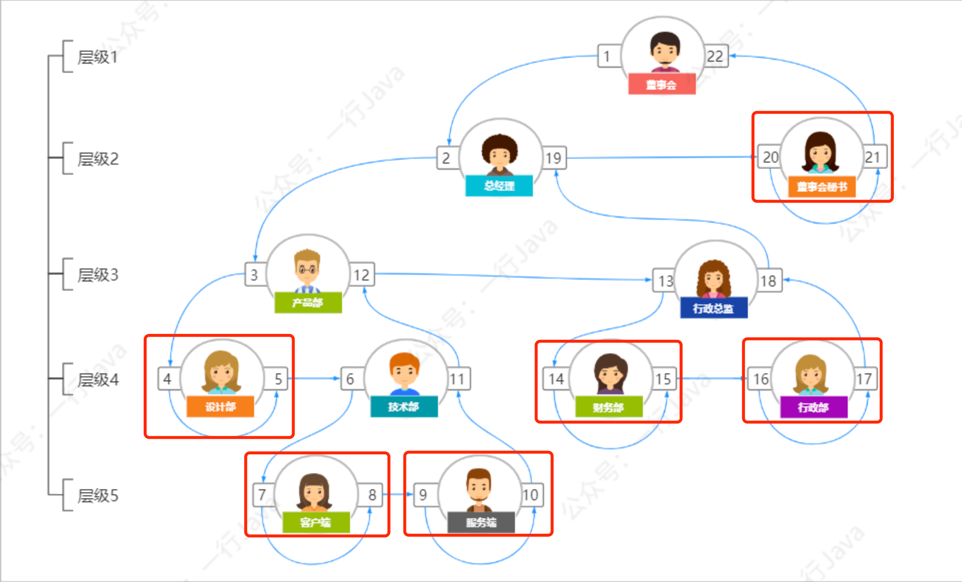 层级1
1
22
董事会
层级2
2
19
总经理
20
21
董事会秘书
层级3
3
12
产品部
13
18
行政总监
层级4
4
5
设计部
6
11
技术部
14
15
财务部
16
17
行政部
层级5
7
8
客户端
9
10
服务端
公众号：一行Java